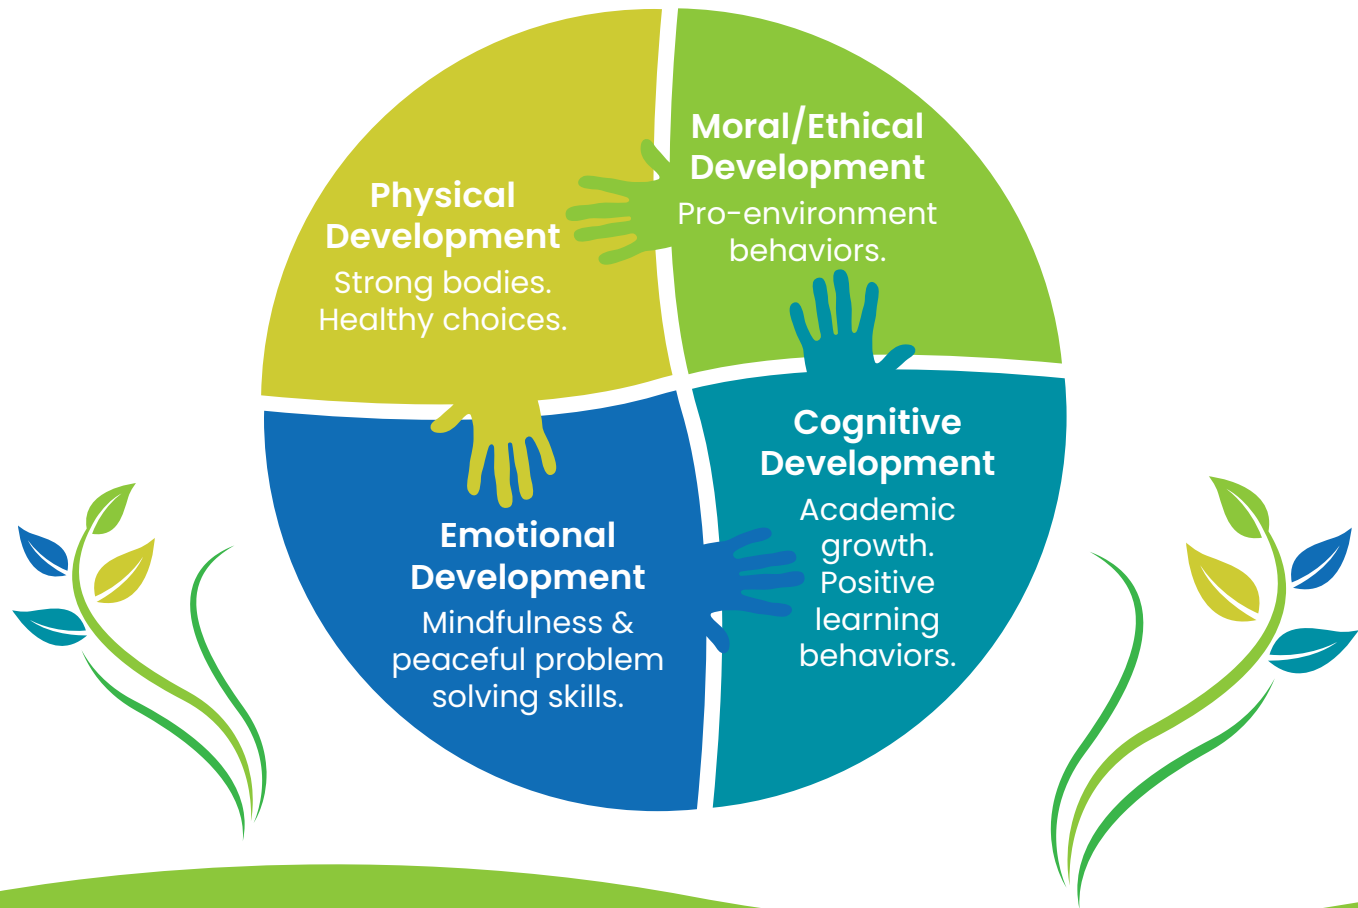 Physical
Development
Strong bodies.
Healthy choices.
Moral/Ethical
Development
Pro-environment
behaviors.
Emotional
Development
Mindfulness &
peaceful problem
solving skills.
Cognitive
Development
Academic
growth.
Positive
learning
behaviors.